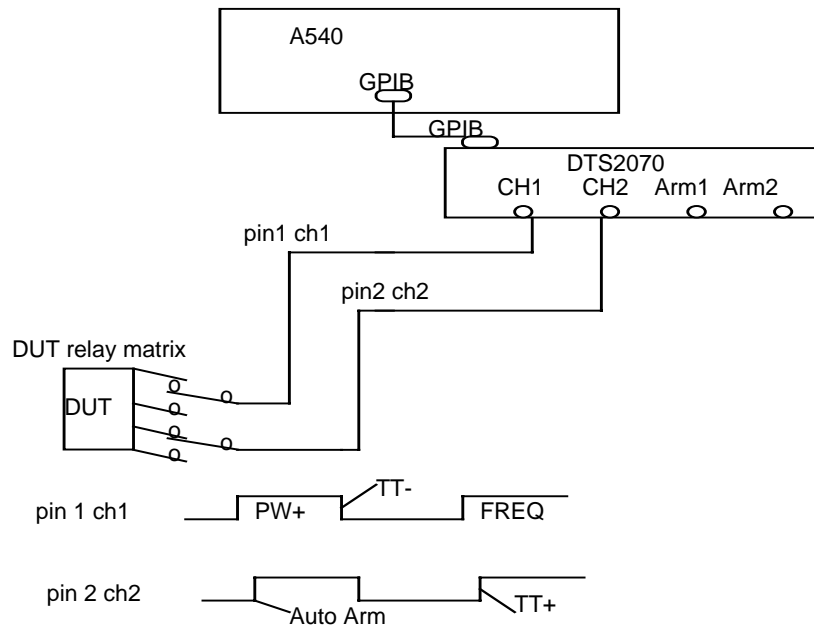 A540
GPIB
GPIB
DTS2070
CH1 CH2 Arm1 Arm2
pin1 ch1
pin2 ch2
DUT relay matrix
DUT
TT-
pin 1 ch1 PW+ FREQ
pin 2 ch2 Auto Arm TT+